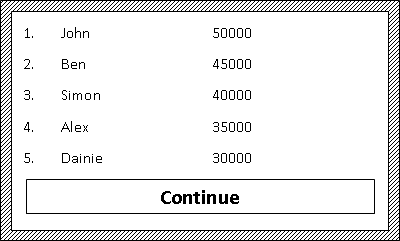 1. John 50000
2. Ben 45000
3. Simon 40000
4. Alex 35000
5. Dainie 30000
Continue